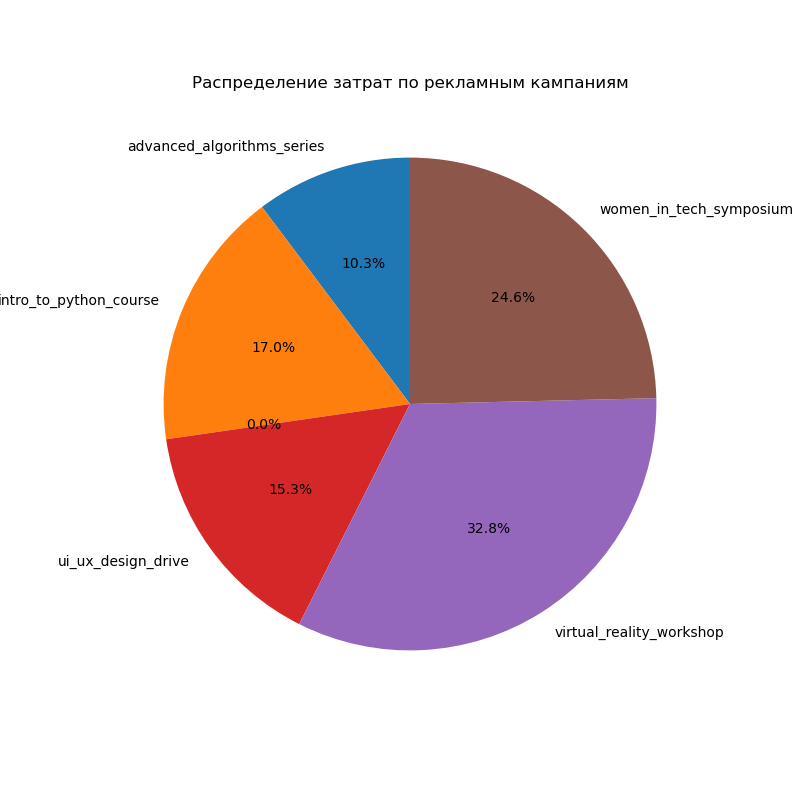 Распределение затрат по рекламным кампаниям
advanced_algorithms_series
women_in_tech_symposium
10.3%
24.6%
intro_to_python_course
17.0%
0.0%
15.3%
32.8%
ui_ux_design_drive
virtual_reality_workshop